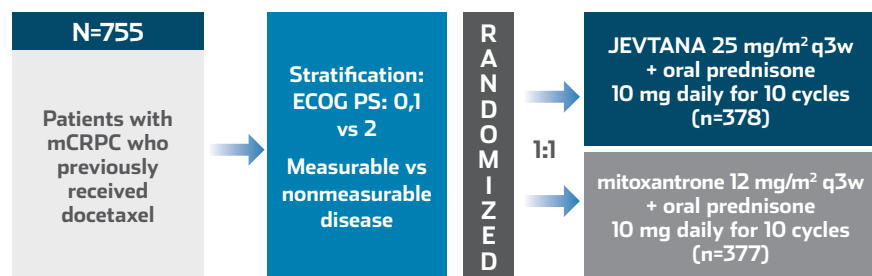 N=755
Patients with
mCRPC who
previously
received
docetaxel
Stratification:
ECOG PS: 0,1
vs 2
Measurable vs
nonmeasurable
disease
RANDOMIZED
1:1
JEVTANA 25 mg/m² q3w
+ oral prednisone
10 mg daily for 10 cycles
(n=378)
mitoxantrone 12 mg/m² q3w
+ oral prednisone
10 mg daily for 10 cycles
(n=377)